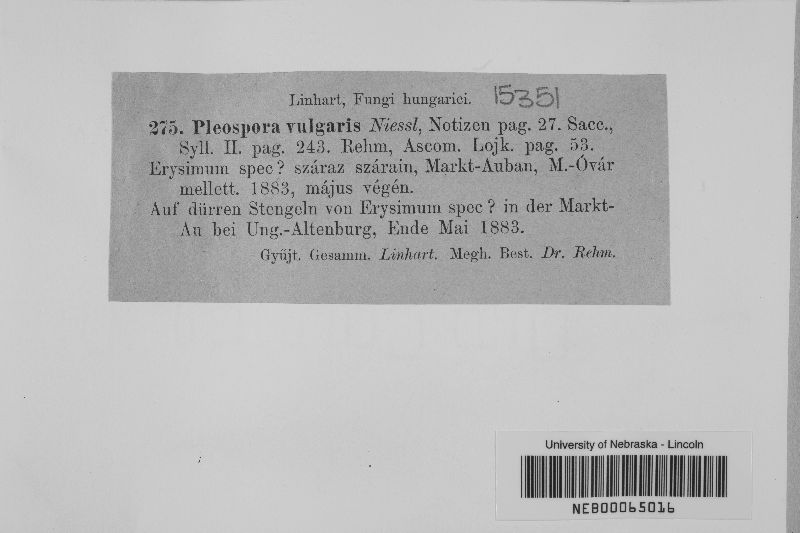 Linhart, Fungi hungarici. 15351
275. Pleospora vulgaris Niessl, Notizen pag. 27. Sacc.,
Syll. II. pag. 243. Rehm, Ascom. Lojk. pag. 53.
Erysimum spec? száraz szárain, Markt-Auban, M.-Óvár
mellett. 1883, május végén.
Auf dürren Stengeln von Erysimum spec? in der Markt-
Au bei Ung.-Altenburg, Ende Mai 1883.
Gyűjt. Gesamm. Linhart. Megh. Best. Dr. Rehm.
University of Nebraska - Lincoln
NEB00065016